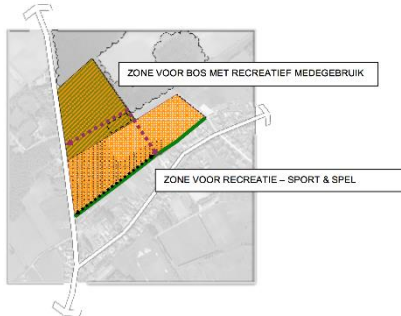 ZONE VOOR BOS MET RECREATIEF MEDEGEBRUIK
ZONE VOOR RECREATIE – SPORT & SPEL